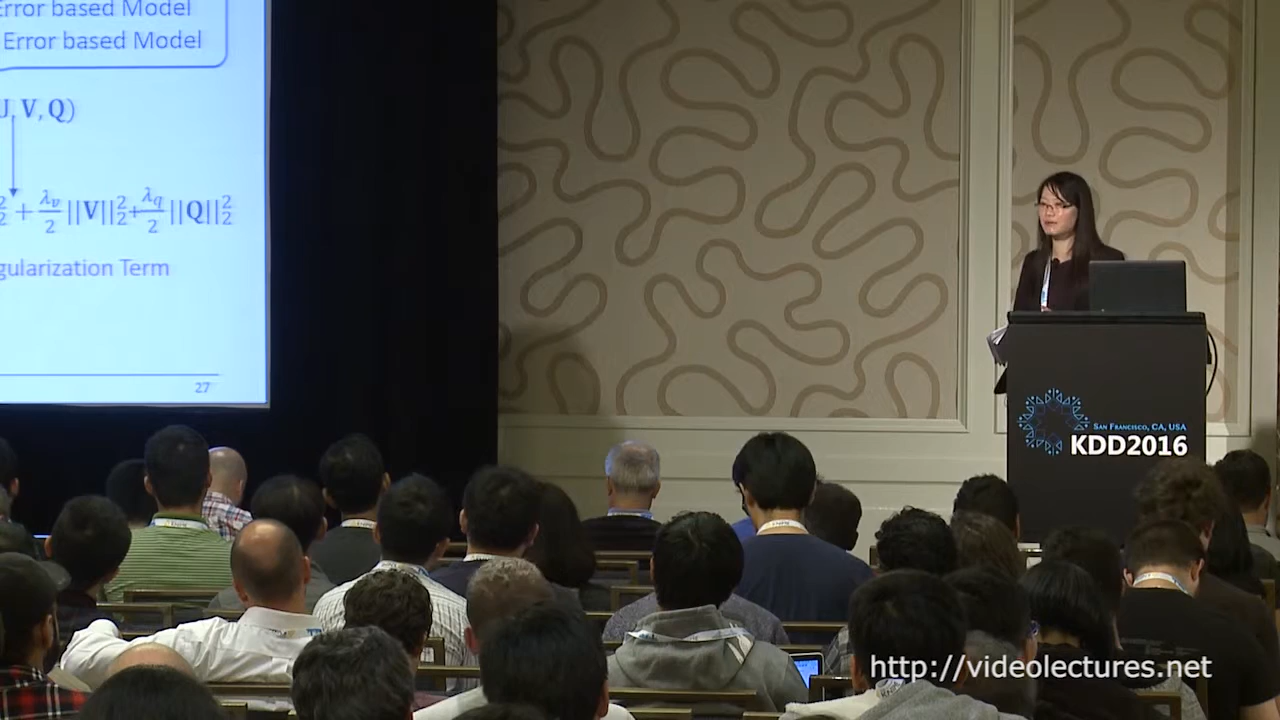 Error based Model
Error based Model
U, V, Q)
+ λv/2 ||V||₂² + λq/2 ||Q||₂²
gularization Term
27
SAN FRANCISCO, CA, USA
KDD2016
http://videolectures.net